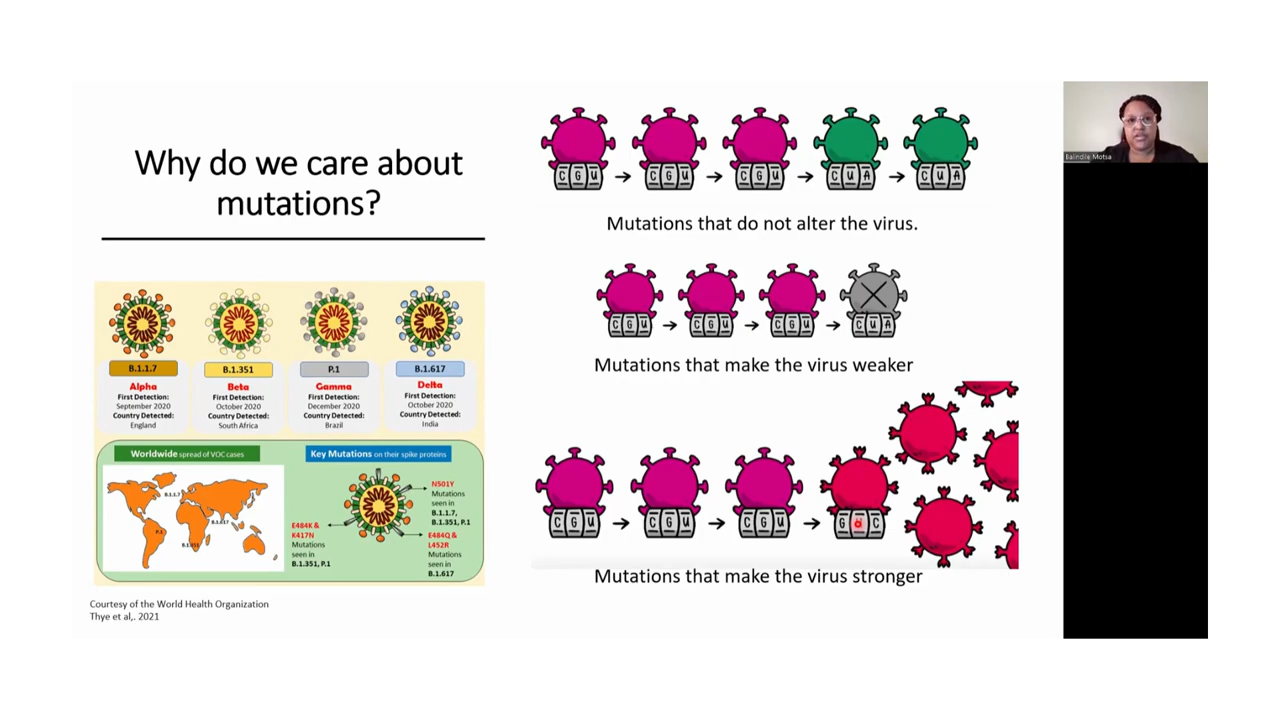 Why do we care about
mutations?
B.1.1.7
Alpha
First Detection:
September 2020
Country Detected:
England
B.1.351
Beta
First Detection:
October 2020
Country Detected:
South Africa
P.1
Gamma
First Detection:
December 2020
Country Detected:
Brazil
B.1.617
Delta
First Detection:
October 2020
Country Detected:
India
Worldwide spread of VOC cases
B.1.1.7
P.1
B.1.617
B.1.351
Key Mutations on their spike proteins
N501Y
Mutations
seen in
B.1.1.7,
B.1.351, P.1
E484K &
K417N
Mutations
seen in
B.1.351, P.1
E484Q &
L452R
Mutations
seen in
B.1.617
Courtesy of the World Health Organization
Thye et al,. 2021
C G U C G U C G U C U A C U A
Mutations that do not alter the virus.
C G U C G U C G U C U A
Mutations that make the virus weaker
C G U C G U C G U G C
Mutations that make the virus stronger
Motsa